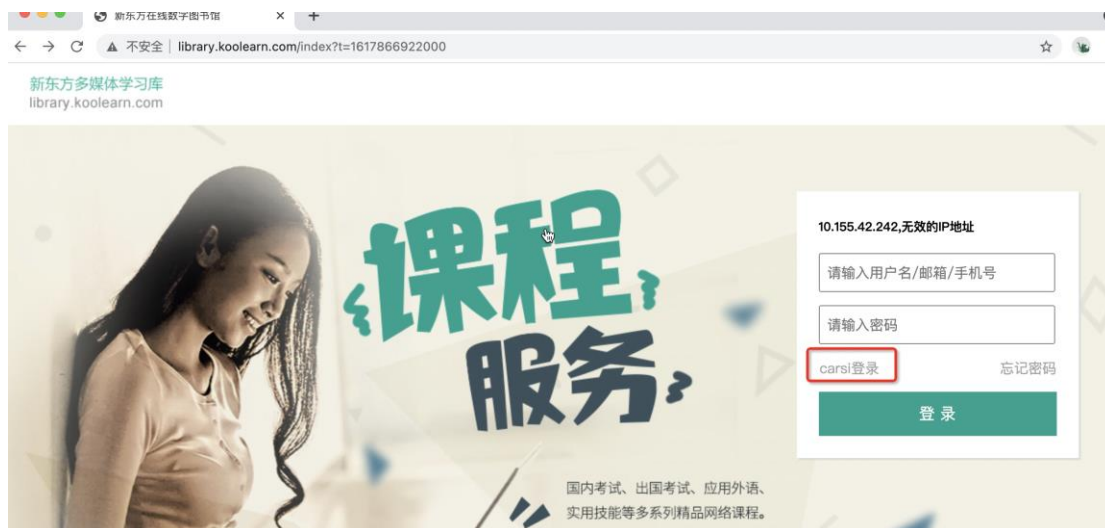 新东方在线数字图书馆
不安全 | library.koolearn.com/index?t=1617866922000
新东方多媒体学习库
library.koolearn.com
课程
服务
国内考试、出国考试、应用外语、
实用技能等多系列精品网络课程。
10.155.42.242,无效的IP地址
请输入用户名/邮箱/手机号
请输入密码
carsi登录 忘记密码
登 录